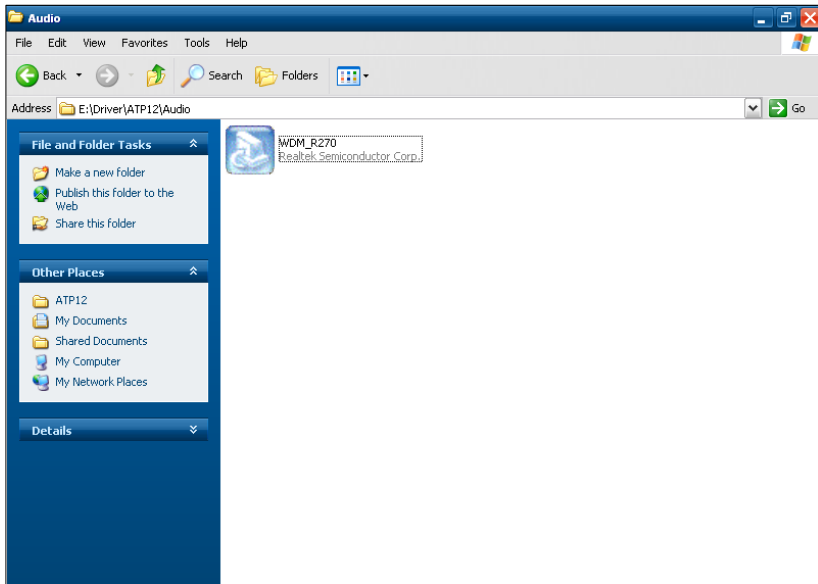 Audio
File Edit View Favorites Tools Help
Back Search Folders
Address E:\Driver\ATP12\Audio Go
File and Folder Tasks
Make a new folder
Publish this folder to the
Web
Share this folder
Other Places
ATP12
My Documents
Shared Documents
My Computer
My Network Places
Details
WDM_R270
Realtek Semiconductor Corp.